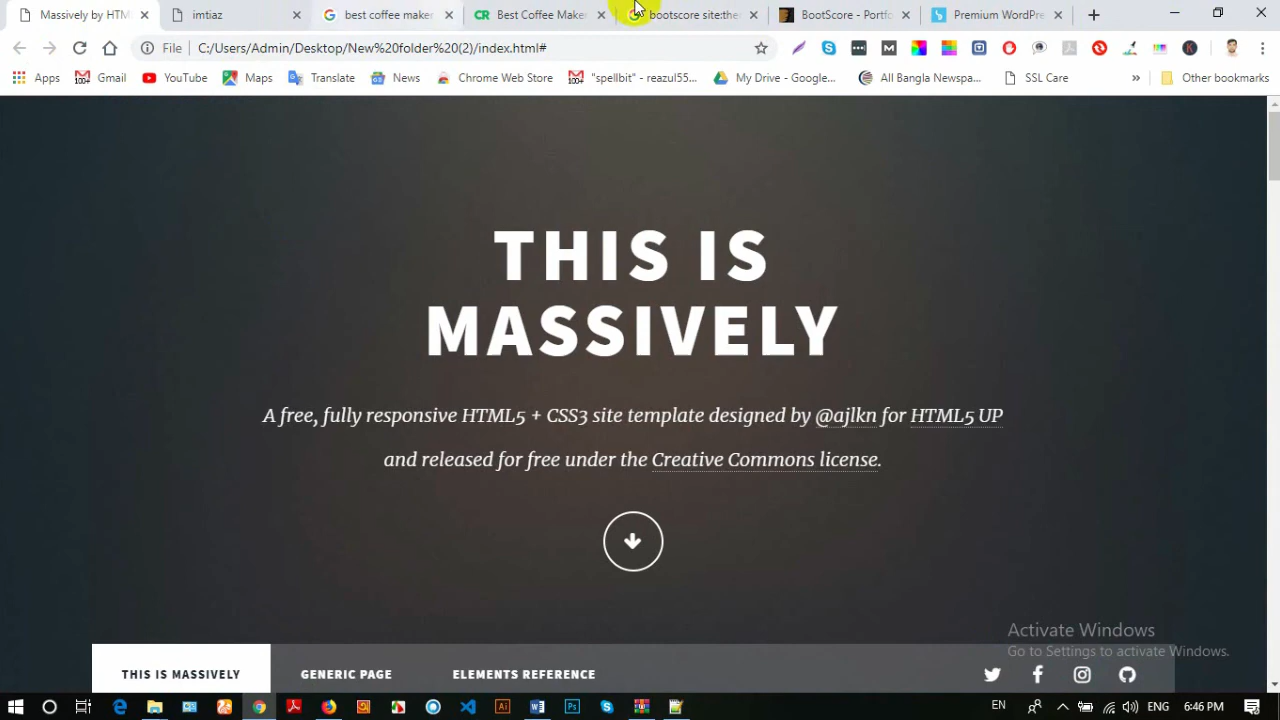 Massively by HTM
imtiaz
best coffee maker
Best Coffee Make
bootscore site:the
BootScore - Portfo
Premium WordPre
File
C:/Users/Admin/Desktop/New%20folder%20(2)/index.html#
Apps
Gmail
YouTube
Maps
Translate
News
Chrome Web Store
"spellbit" - reazul55...
My Drive - Google...
All Bangla Newspa...
SSL Care
»
Other bookmarks
THIS IS
MASSIVELY
A free, fully responsive HTML5 + CSS3 site template designed by @ajlkn for HTML5 UP
and released for free under the Creative Commons license.
Activate Windows
Go to Settings to activate Windows.
THIS IS MASSIVELY
GENERIC PAGE
ELEMENTS REFERENCE
EN
ENG
6:46 PM